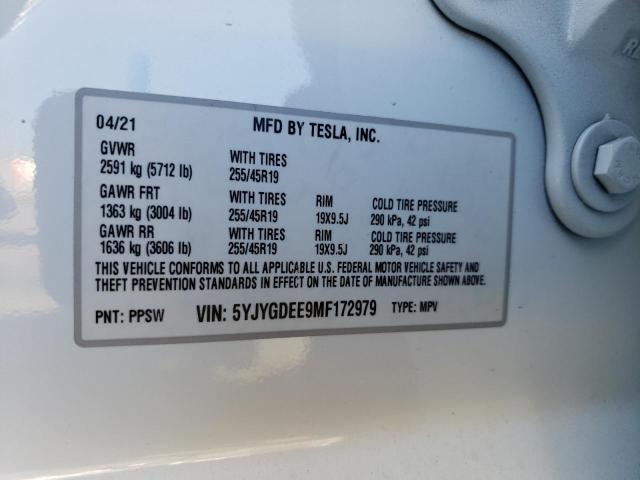 04/21 MFD BY TESLA, INC.
GVWR WITH TIRES
2591 kg (5712 lb) 255/45R19
GAWR FRT WITH TIRES RIM COLD TIRE PRESSURE
1363 kg (3004 lb) 255/45R19 19X9.5J 290 kPa, 42 psi
GAWR RR WITH TIRES RIM COLD TIRE PRESSURE
1636 kg (3606 lb) 255/45R19 19X9.5J 290 kPa, 42 psi
THIS VEHICLE CONFORMS TO ALL APPLICABLE U.S. FEDERAL MOTOR VEHICLE SAFETY AND
THEFT PREVENTION STANDARDS IN EFFECT ON THE DATE OF MANUFACTURE SHOWN ABOVE.
PNT: PPSW VIN: 5YJYGDEE9MF172979 TYPE: MPV